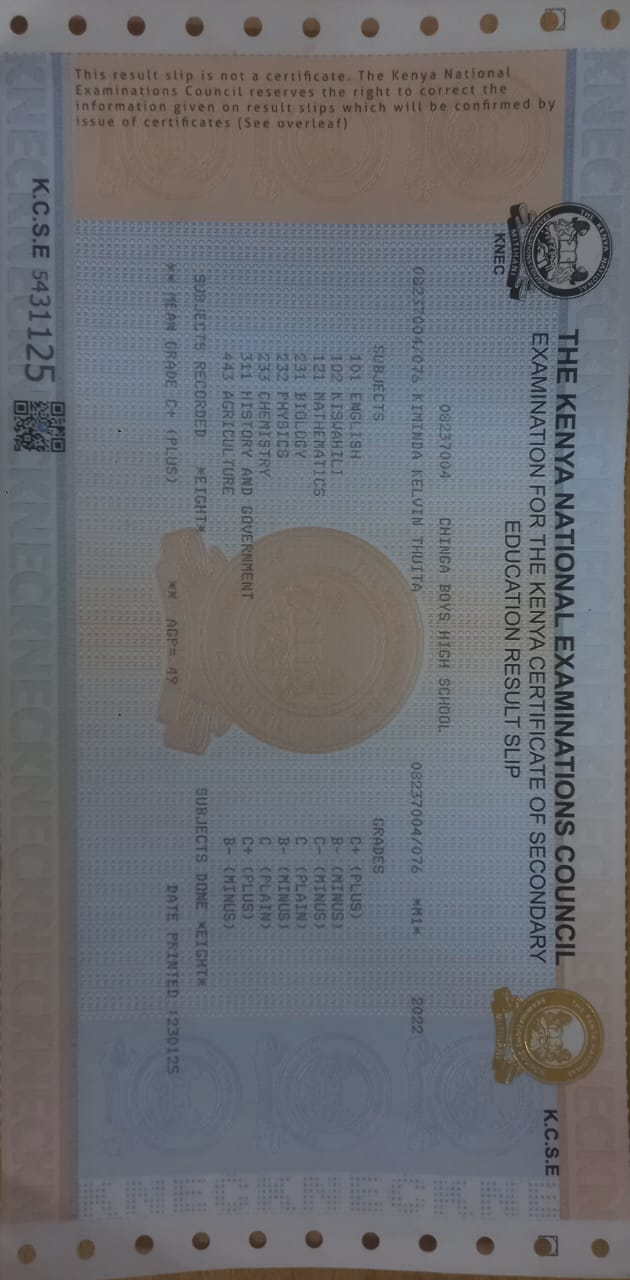 THE KENYA NATIONAL EXAMINATIONS COUNCIL
EXAMINATION FOR THE KENYA CERTIFICATE OF SECONDARY
EDUCATION RESULT SLIP
KNEC
K.C.S.E
08237004 CHINGA BOYS HIGH SCHOOL
08237004/076 KININDA KELVIN THUITA 08237004/076 *M1* 2022
SUBJECTS GRADES
101 ENGLISH C+ (PLUS)
102 KISWAHILI B- (MINUS)
121 MATHEMATICS C- (MINUS)
231 BIOLOGY C (PLAIN)
232 PHYSICS B- (MINUS)
233 CHEMISTRY C (PLAIN)
311 HISTORY AND GOVERNMENT C+ (PLUS)
443 AGRICULTURE B- (MINUS)
SUBJECTS RECORDED *EIGHT* SUBJECTS DONE *EIGHT*
** MEAN GRADE C+ (PLUS) ** AGP= 49 DATE PRINTED :230125
K.C.S.E 5431125
This result slip is not a certificate. The Kenya National
Examinations Council reserves the right to correct the
information given on result slips which will be confirmed by
issue of certificates (See overleaf)